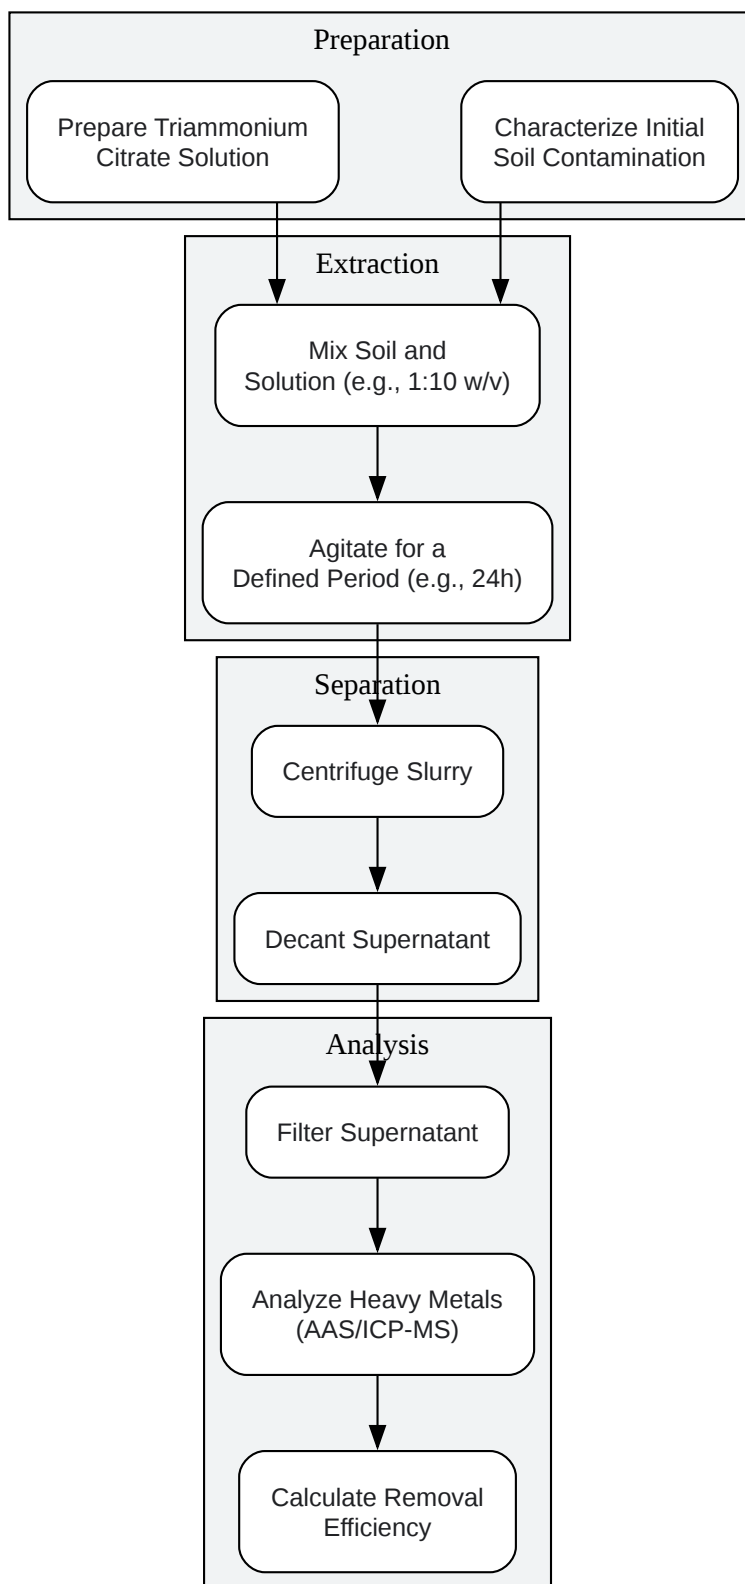 Preparation
Prepare Triammonium
Citrate Solution
Characterize Initial
Soil Contamination
Extraction
Mix Soil and
Solution (e.g., 1:10 w/v)
Agitate for a
Defined Period (e.g., 24h)
Separation
Centrifuge Slurry
Decant Supernatant
Analysis
Filter Supernatant
Analyze Heavy Metals
(AAS/ICP-MS)
Calculate Removal
Efficiency